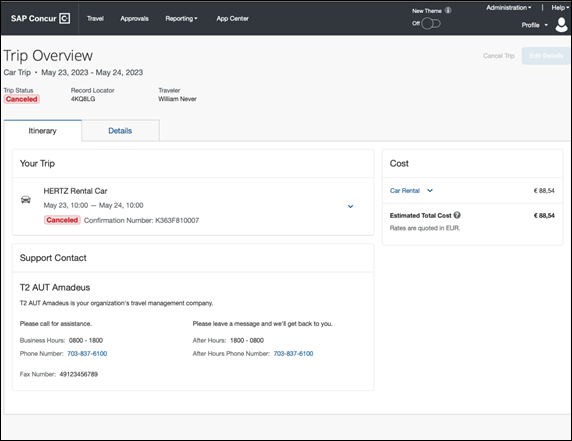 SAP Concur C Travel Approvals Reporting App Center
New Theme
Off
Administration | Help
Profile
Trip Overview
Car Trip • May 23, 2023 - May 24, 2023
Cancel Trip Edit Details
Trip Status Record Locator Traveler
Canceled 4KQ8LG William Never
Itinerary Details
Your Trip
HERTZ Rental Car
May 23, 10:00 — May 24, 10:00
Canceled Confirmation Number: K363F810007
Cost
Car Rental € 88,54
Estimated Total Cost € 88,54
Rates are quoted in EUR.
Support Contact
T2 AUT Amadeus
T2 AUT Amadeus is your organization's travel management company.
Please call for assistance. Please leave a message and we'll get back to you.
Business Hours: 0800 - 1800 After Hours: 1800 - 0800
Phone Number: 703-837-6100 After Hours Phone Number: 703-837-6100
Fax Number: 49123456789